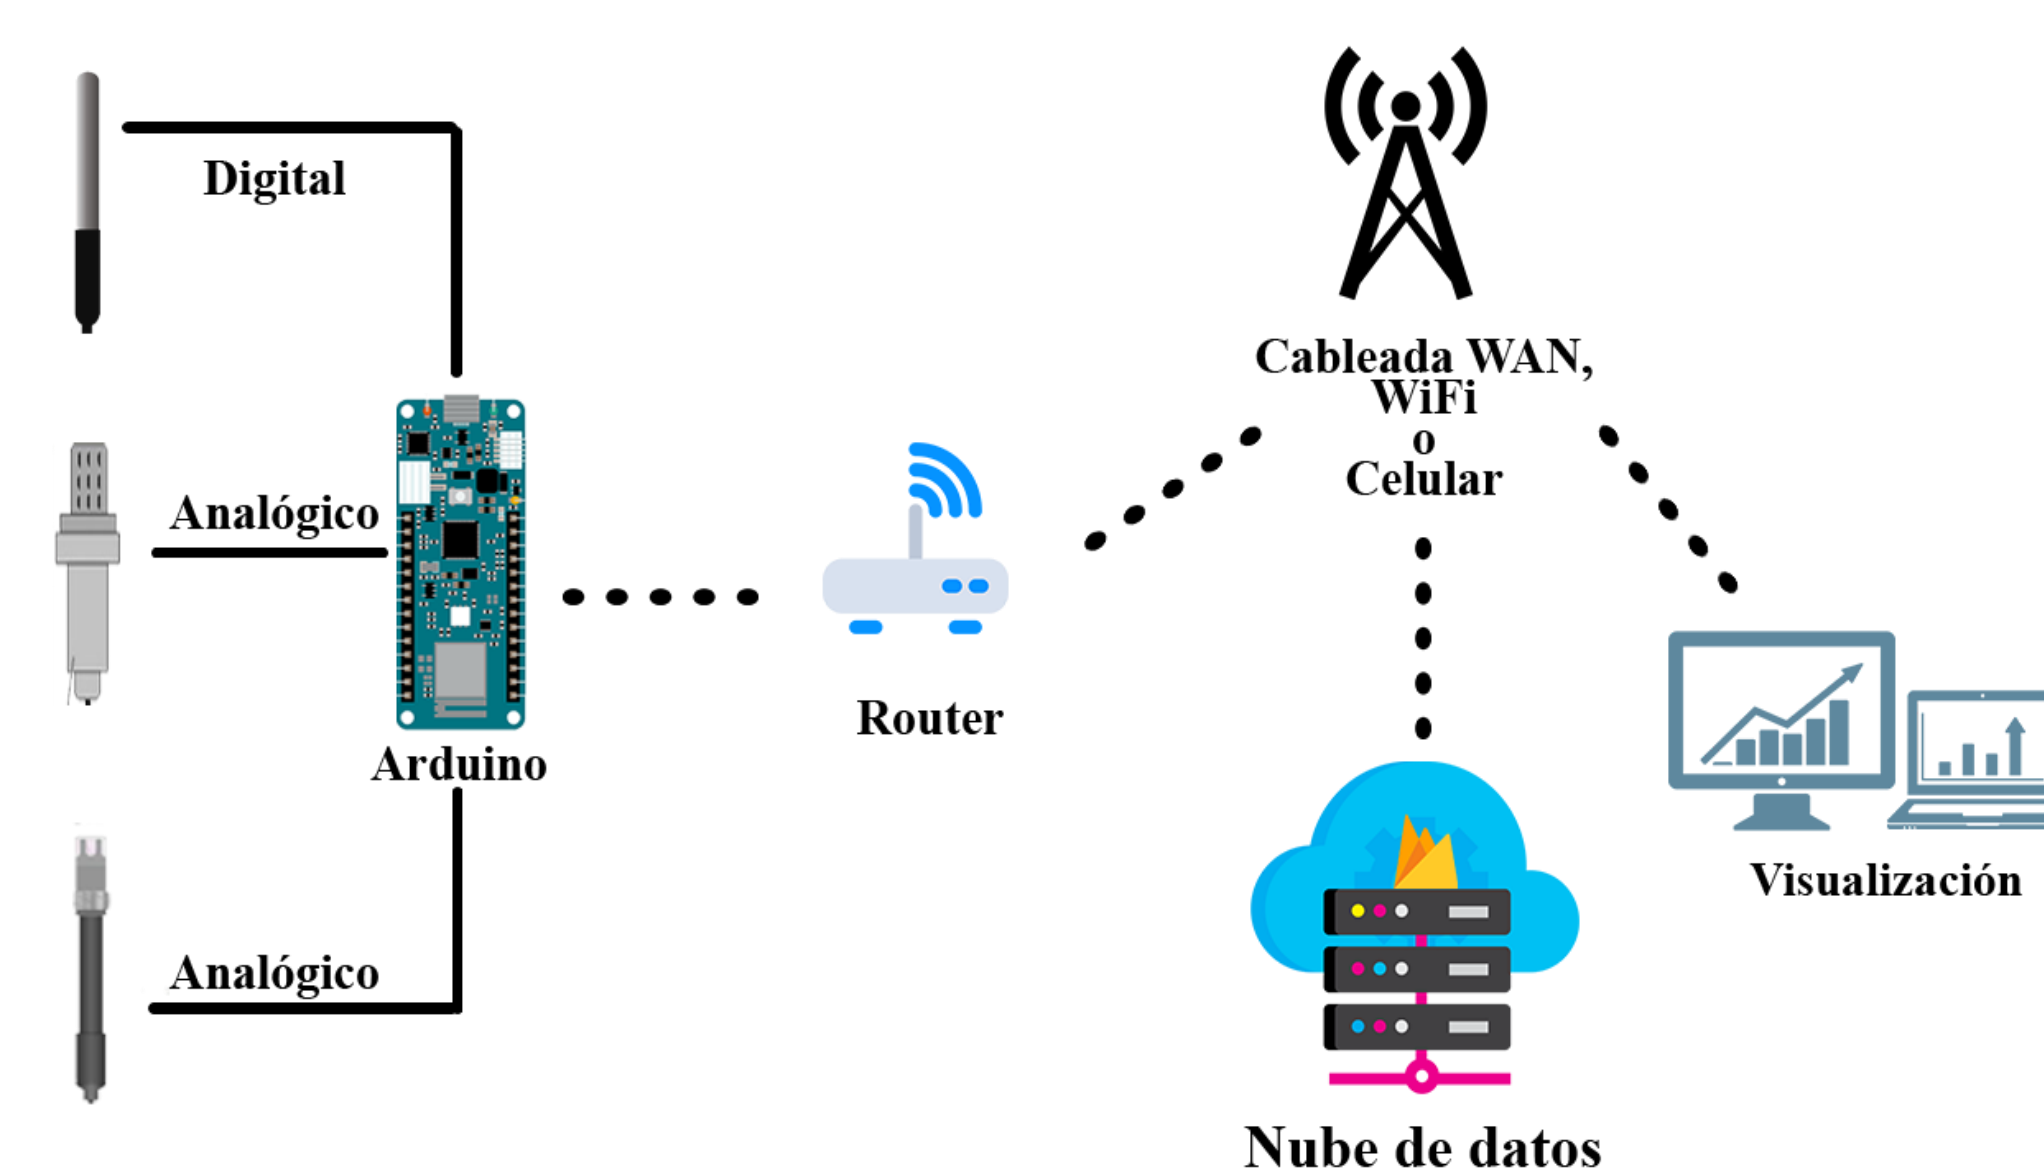 Digital
Analógico
Arduino
Analógico
Router
Cableada WAN,
WiFi
o
Celular
Visualización
Nube de datos